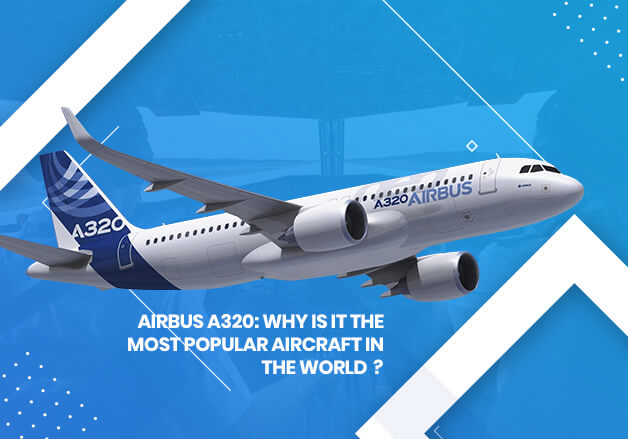 A320 AIRBUS
A320
AIRBUS A320: WHY IS IT THE
MOST POPULAR AIRCRAFT IN
THE WORLD ?